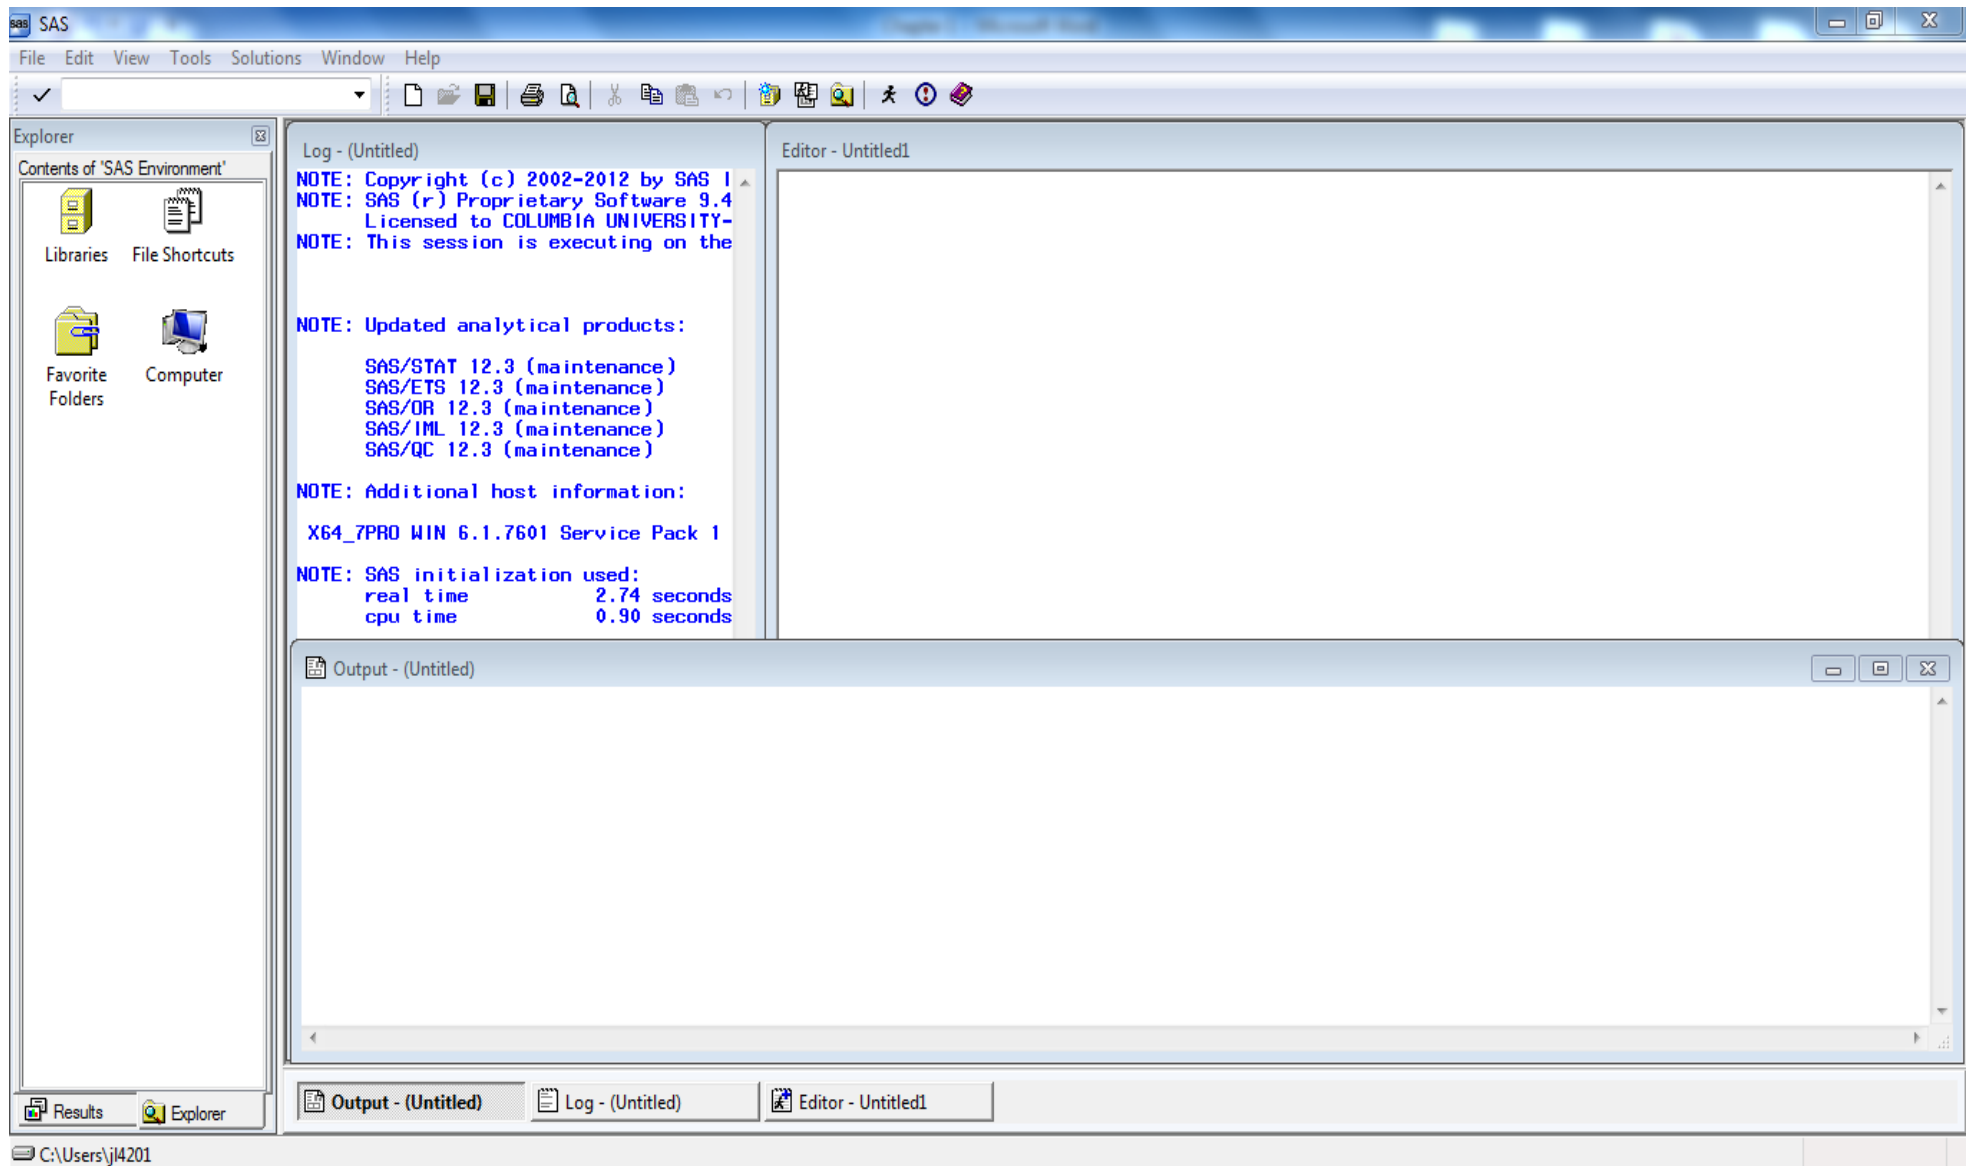 sas SAS
File Edit View Tools Solutions Window Help
Explorer
Contents of 'SAS Environment'
Libraries File Shortcuts
Favorite Folders
Computer
Log - (Untitled)
NOTE: Copyright (c) 2002-2012 by SAS I
NOTE: SAS (r) Proprietary Software 9.4
Licensed to COLUMBIA UNIVERSITY-
NOTE: This session is executing on the
NOTE: Updated analytical products:
SAS/STAT 12.3 (maintenance)
SAS/ETS 12.3 (maintenance)
SAS/OR 12.3 (maintenance)
SAS/IML 12.3 (maintenance)
SAS/QC 12.3 (maintenance)
NOTE: Additional host information:
X64_7PRO WIN 6.1.7601 Service Pack 1
NOTE: SAS initialization used:
real time 2.74 seconds
cpu time 0.90 seconds
Editor - Untitled1
Output - (Untitled)
Results Explorer
Output - (Untitled) Log - (Untitled) Editor - Untitled1
C:\Users\jl4201